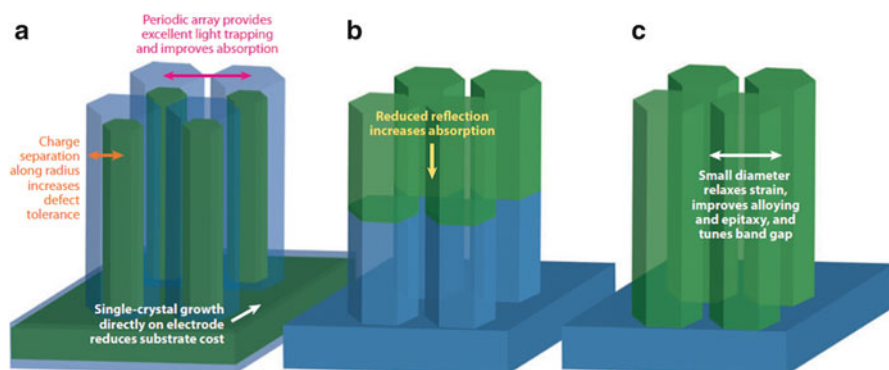 a
Periodic array provides
excellent light trapping
and improves absorption
Charge
separation
along radius
increases
defect
tolerance
Single-crystal growth
directly on electrode
reduces substrate cost
b
Reduced reflection
increases absorption
c
Small diameter
relaxes strain,
improves alloying
and epitaxy, and
tunes band gap